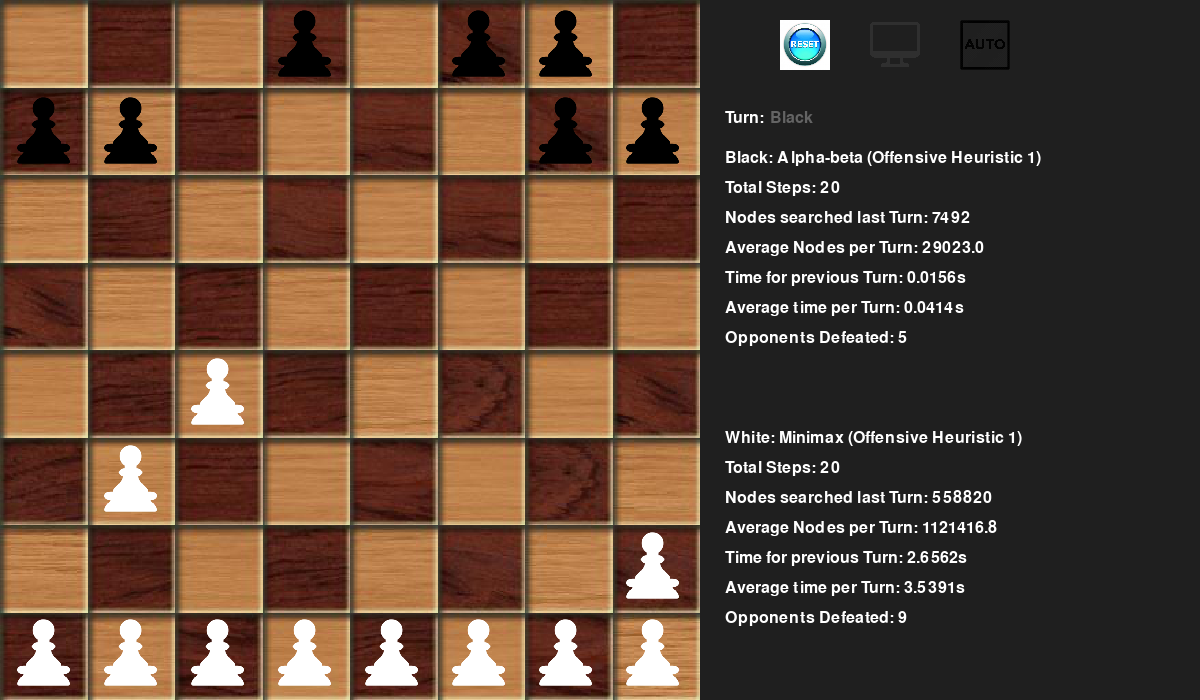 RESET
AUTO
Turn: Black
Black: Alpha-beta (Offensive Heuristic 1)
Total Steps: 20
Nodes searched last Turn: 7492
Average Nodes per Turn: 29023.0
Time for previous Turn: 0.0156s
Average time per Turn: 0.0414s
Opponents Defeated: 5
White: Minimax (Offensive Heuristic 1)
Total Steps: 20
Nodes searched last Turn: 558820
Average Nodes per Turn: 1121416.8
Time for previous Turn: 2.6562s
Average time per Turn: 3.5391s
Opponents Defeated: 9